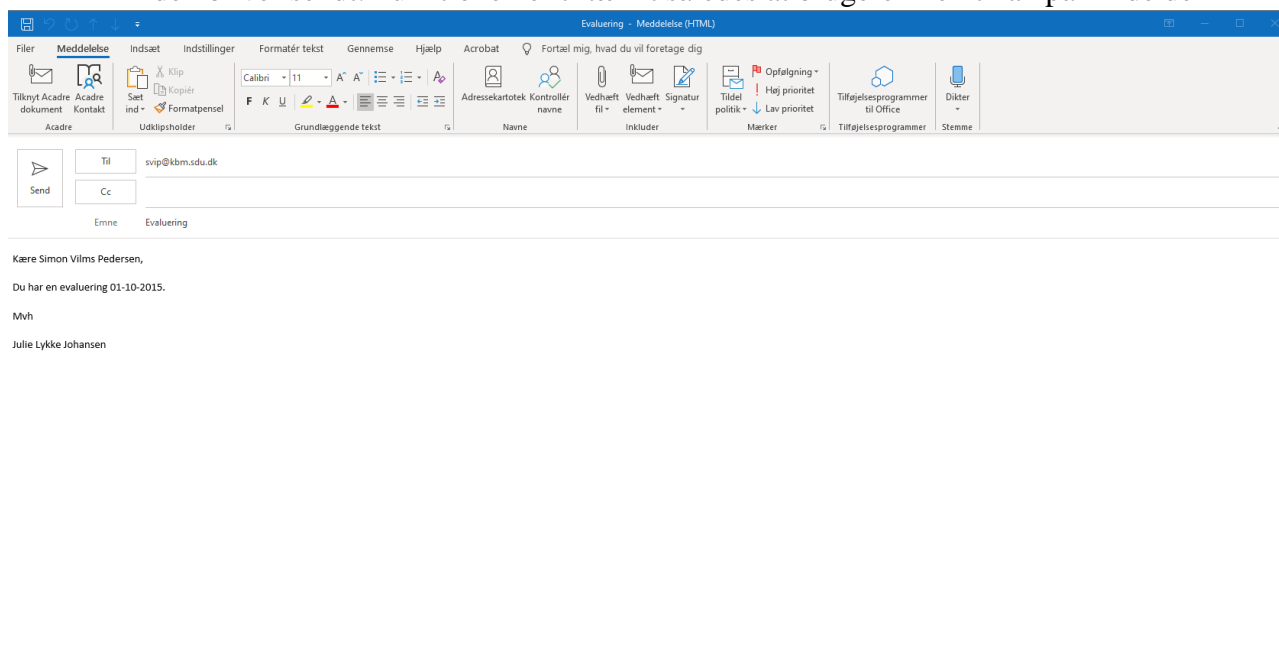 Evaluering - Meddelelse (HTML)
Filer Meddelelse Indsæt Indstillinger Formatér tekst Gennemse Hjælp Acrobat Fortæl mig, hvad du vil foretage dig
Tilknyt Acadre dokument
Acadre Kontakt
Acadre
Sæt ind
Klip
Kopiér
Formatpensel
Udklipsholder
Calibri 11
F K U A
Grundlæggende tekst
Adressekartotek
Kontrollér navne
Navne
Vedhæft fil
Vedhæft element
Signatur
Inkluder
Tildel politik
Opfølgning
Høj prioritet
Lav prioritet
Mærker
Tilføjelsesprogrammer til Office
Tilføjelsesprogrammer
Dikter
Stemme
Send
Til svip@kbm.sdu.dk
Cc
Emne Evaluering
Kære Simon Vilms Pedersen,
Du har en evaluering 01-10-2015.
Mvh
Julie Lykke Johansen